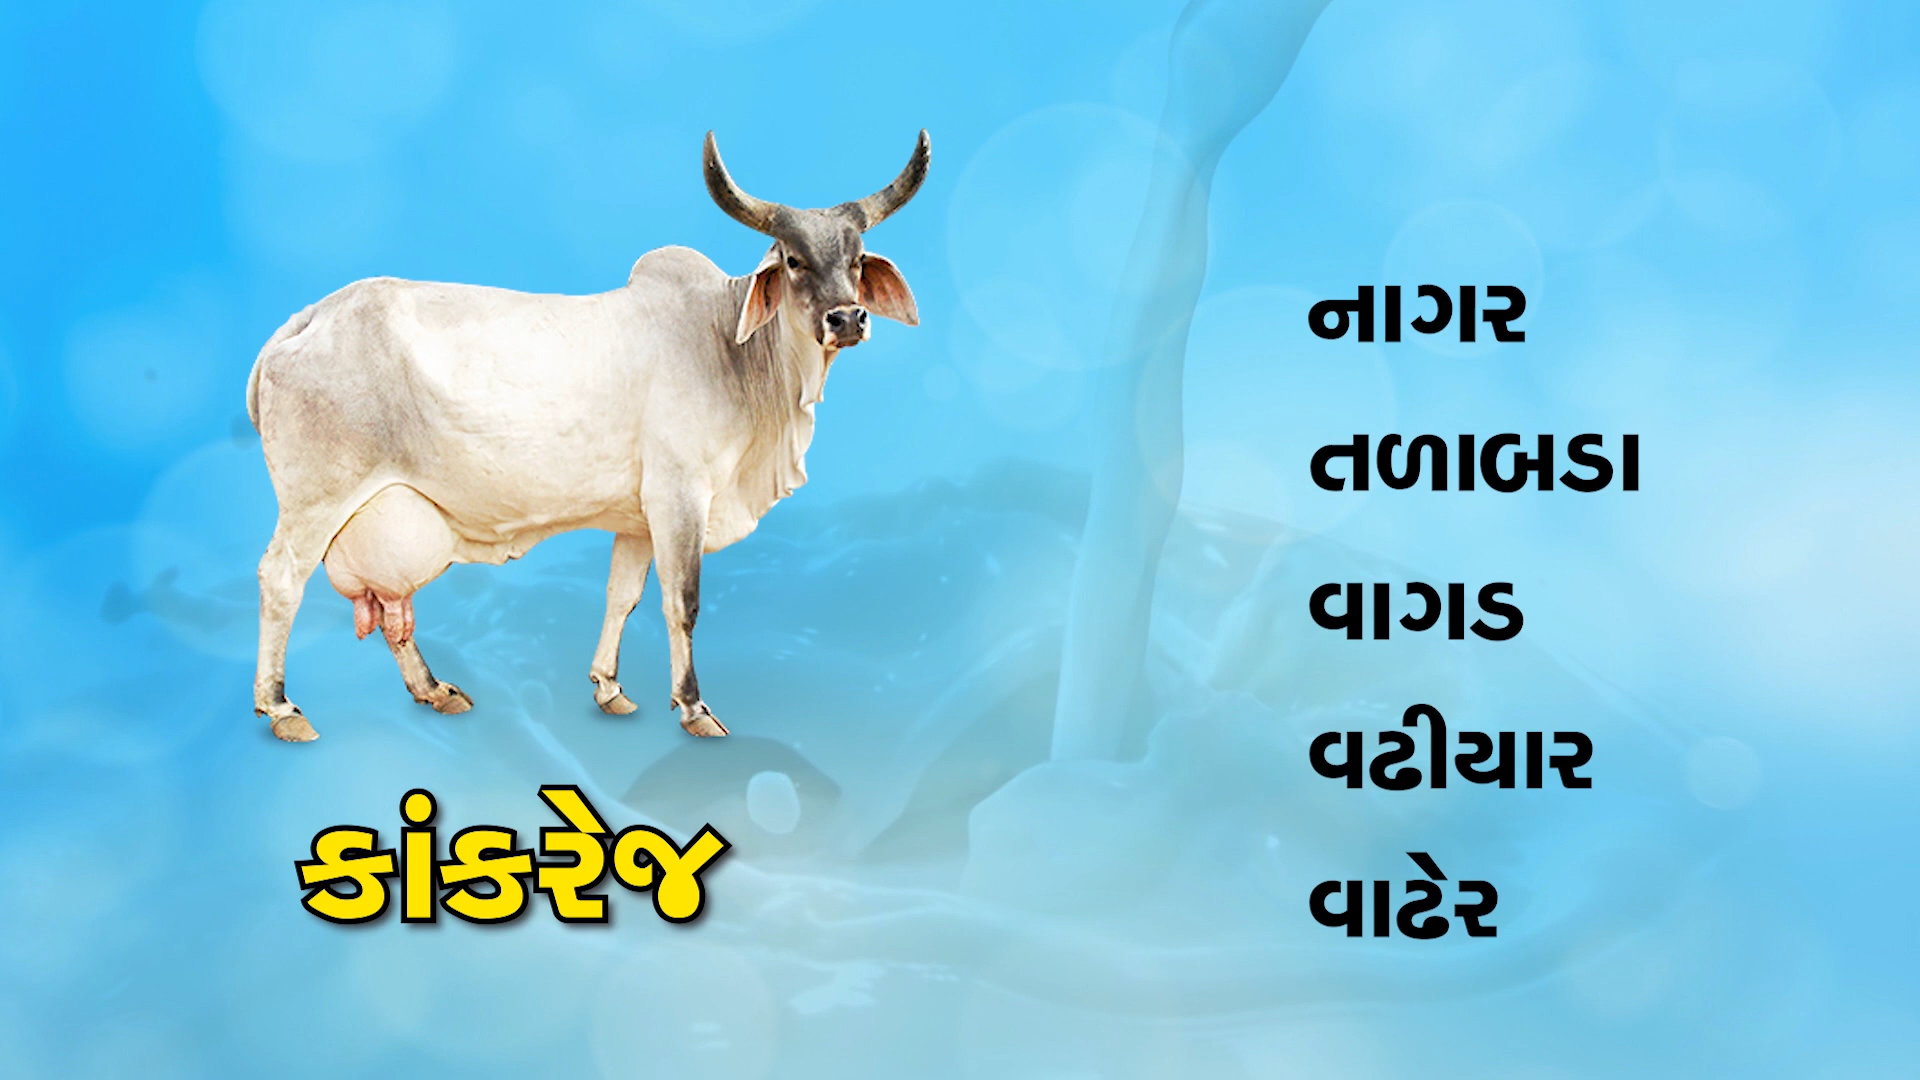 નાગર
તળાબડા
વાગડ
વઢીયાર
વાઢેર
કાંકરેજ